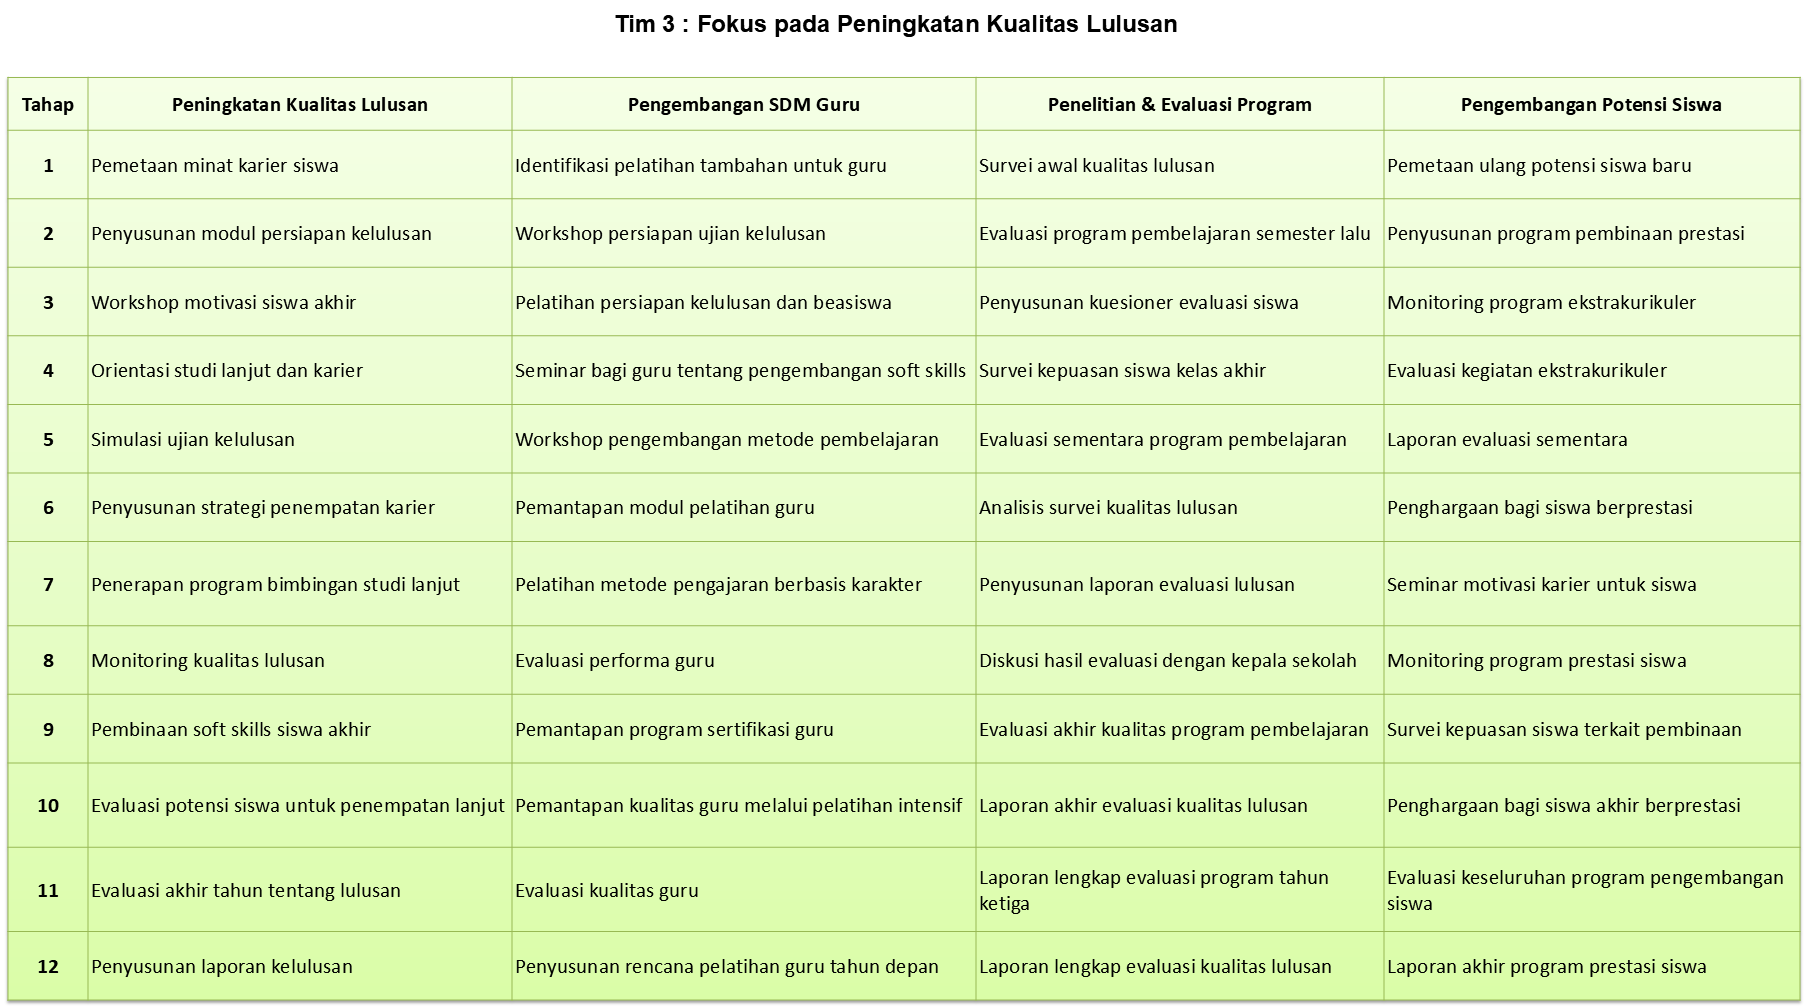 Tim 3 : Fokus pada Peningkatan Kualitas Lulusan
Tahap Peningkatan Kualitas Lulusan Pengembangan SDM Guru Penelitian & Evaluasi Program Pengembangan Potensi Siswa
1 Pemetaan minat karier siswa Identifikasi pelatihan tambahan untuk guru Survei awal kualitas lulusan Pemetaan ulang potensi siswa baru
2 Penyusunan modul persiapan kelulusan Workshop persiapan ujian kelulusan Evaluasi program pembelajaran semester lalu Penyusunan program pembinaan prestasi
3 Workshop motivasi siswa akhir Pelatihan persiapan kelulusan dan beasiswa Penyusunan kuesioner evaluasi siswa Monitoring program ekstrakurikuler
4 Orientasi studi lanjut dan karier Seminar bagi guru tentang pengembangan soft skills Survei kepuasan siswa kelas akhir Evaluasi kegiatan ekstrakurikuler
5 Simulasi ujian kelulusan Workshop pengembangan metode pembelajaran Evaluasi sementara program pembelajaran Laporan evaluasi sementara
6 Penyusunan strategi penempatan karier Pemantapan modul pelatihan guru Analisis survei kualitas lulusan Penghargaan bagi siswa berprestasi
7 Penerapan program bimbingan studi lanjut Pelatihan metode pengajaran berbasis karakter Penyusunan laporan evaluasi lulusan Seminar motivasi karier untuk siswa
8 Monitoring kualitas lulusan Evaluasi performa guru Diskusi hasil evaluasi dengan kepala sekolah Monitoring program prestasi siswa
9 Pembinaan soft skills siswa akhir Pemantapan program sertifikasi guru Evaluasi akhir kualitas program pembelajaran Survei kepuasan siswa terkait pembinaan
10 Evaluasi potensi siswa untuk penempatan lanjut Pemantapan kualitas guru melalui pelatihan intensif Laporan akhir evaluasi kualitas lulusan Penghargaan bagi siswa akhir berprestasi
11 Evaluasi akhir tahun tentang lulusan Evaluasi kualitas guru Laporan lengkap evaluasi program tahun ketiga Evaluasi keseluruhan program pengembangan siswa
12 Penyusunan laporan kelulusan Penyusunan rencana pelatihan guru tahun depan Laporan lengkap evaluasi kualitas lulusan Laporan akhir program prestasi siswa